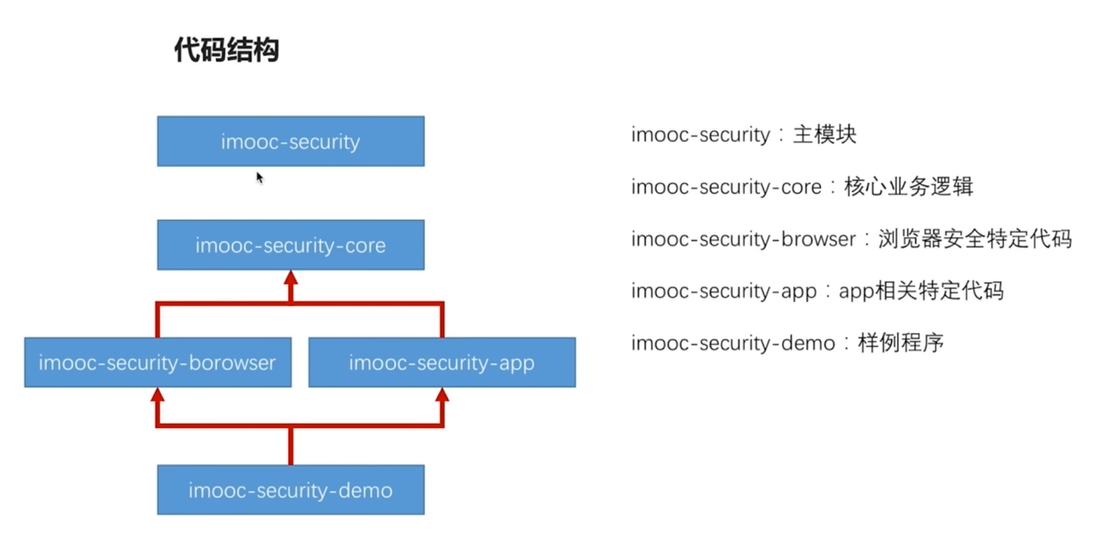 代码结构
imooc-security
imooc-security-core
imooc-security-borowser
imooc-security-app
imooc-security-demo
imooc-security：主模块
imooc-security-core：核心业务逻辑
imooc-security-browser：浏览器安全特定代码
imooc-security-app：app相关特定代码
imooc-security-demo：样例程序